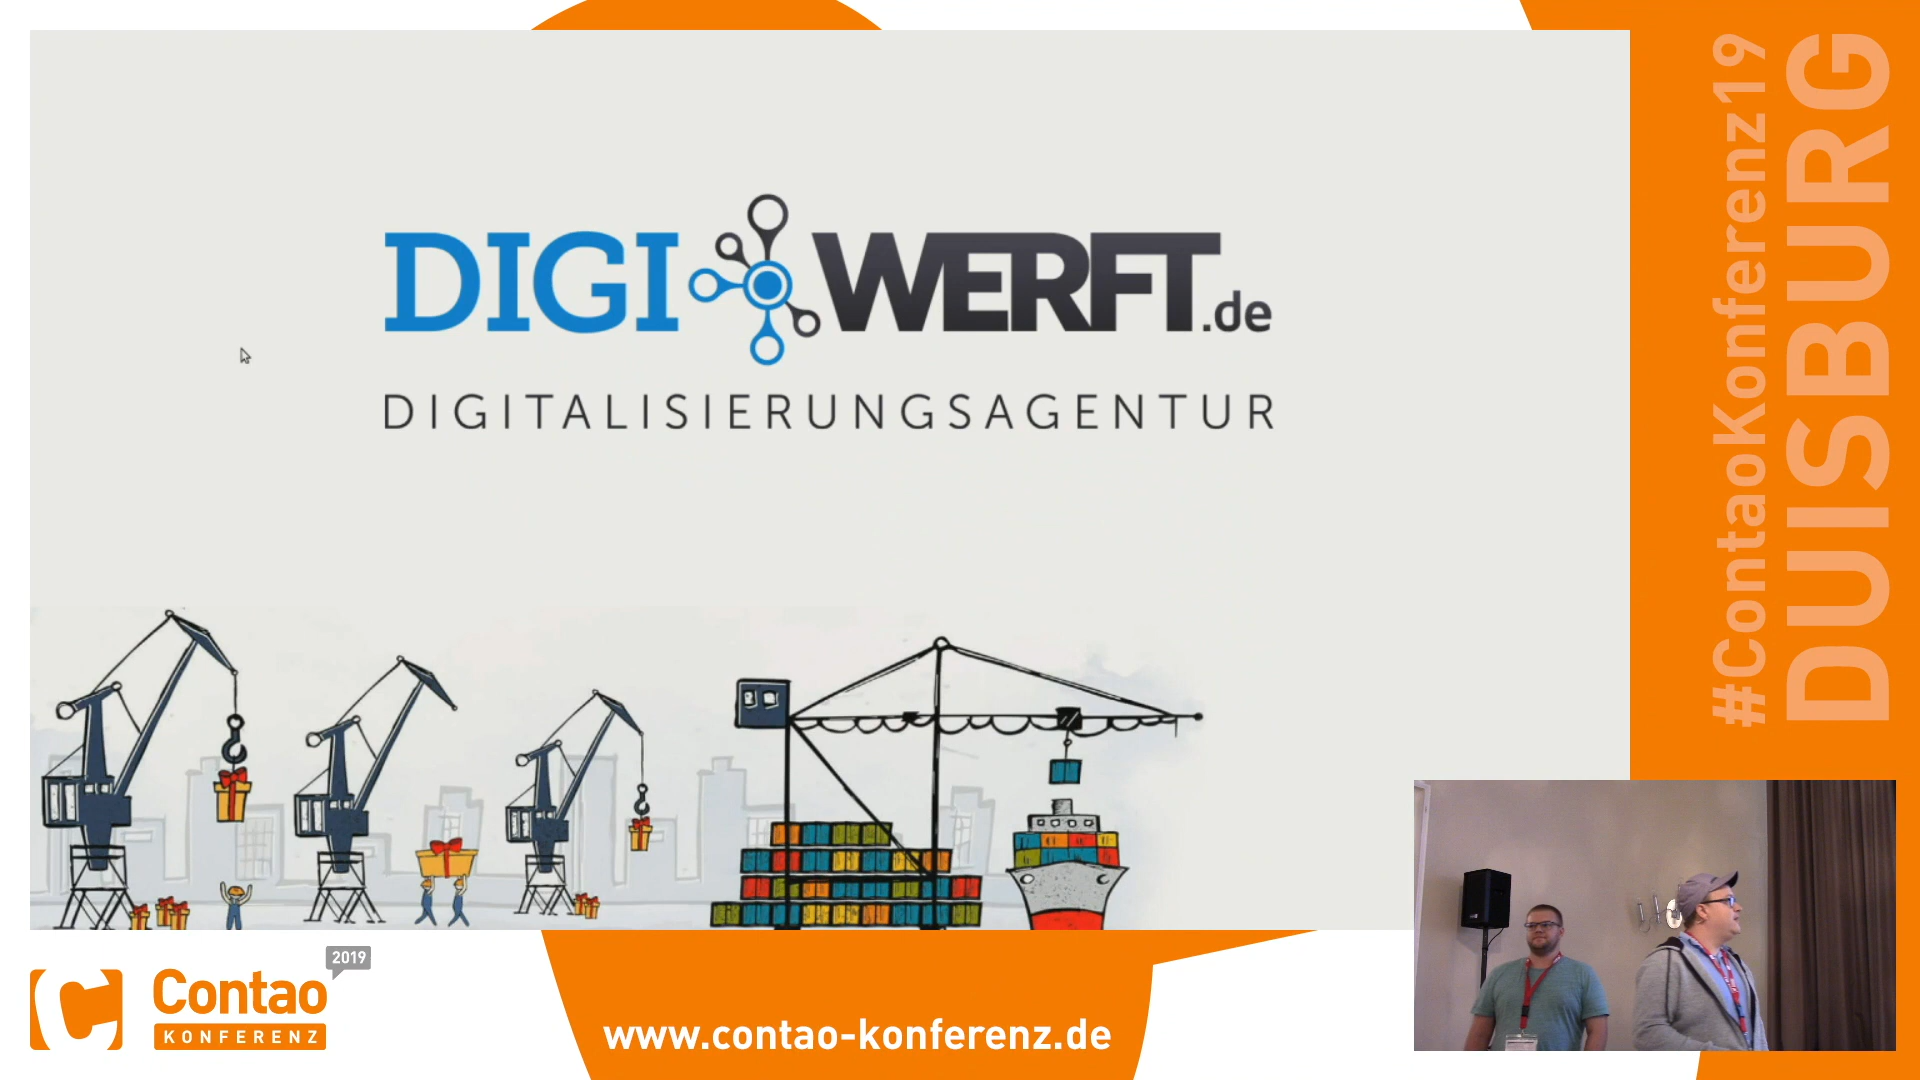 DIGI WERFT.de
DIGITALISIERUNGSAGENTUR
#ContaoKonferenz19
DUISBURG
2019
Contao
KONFERENZ
www.contao-konferenz.de